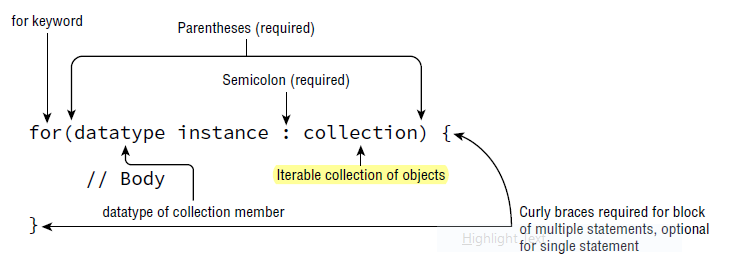 for keyword
Parentheses (required)
Semicolon (required)
for(datatype instance : collection) {
// Body
Iterable collection of objects
datatype of collection member
}
Curly braces required for block
of multiple statements, optional
for single statement
Highlight Text